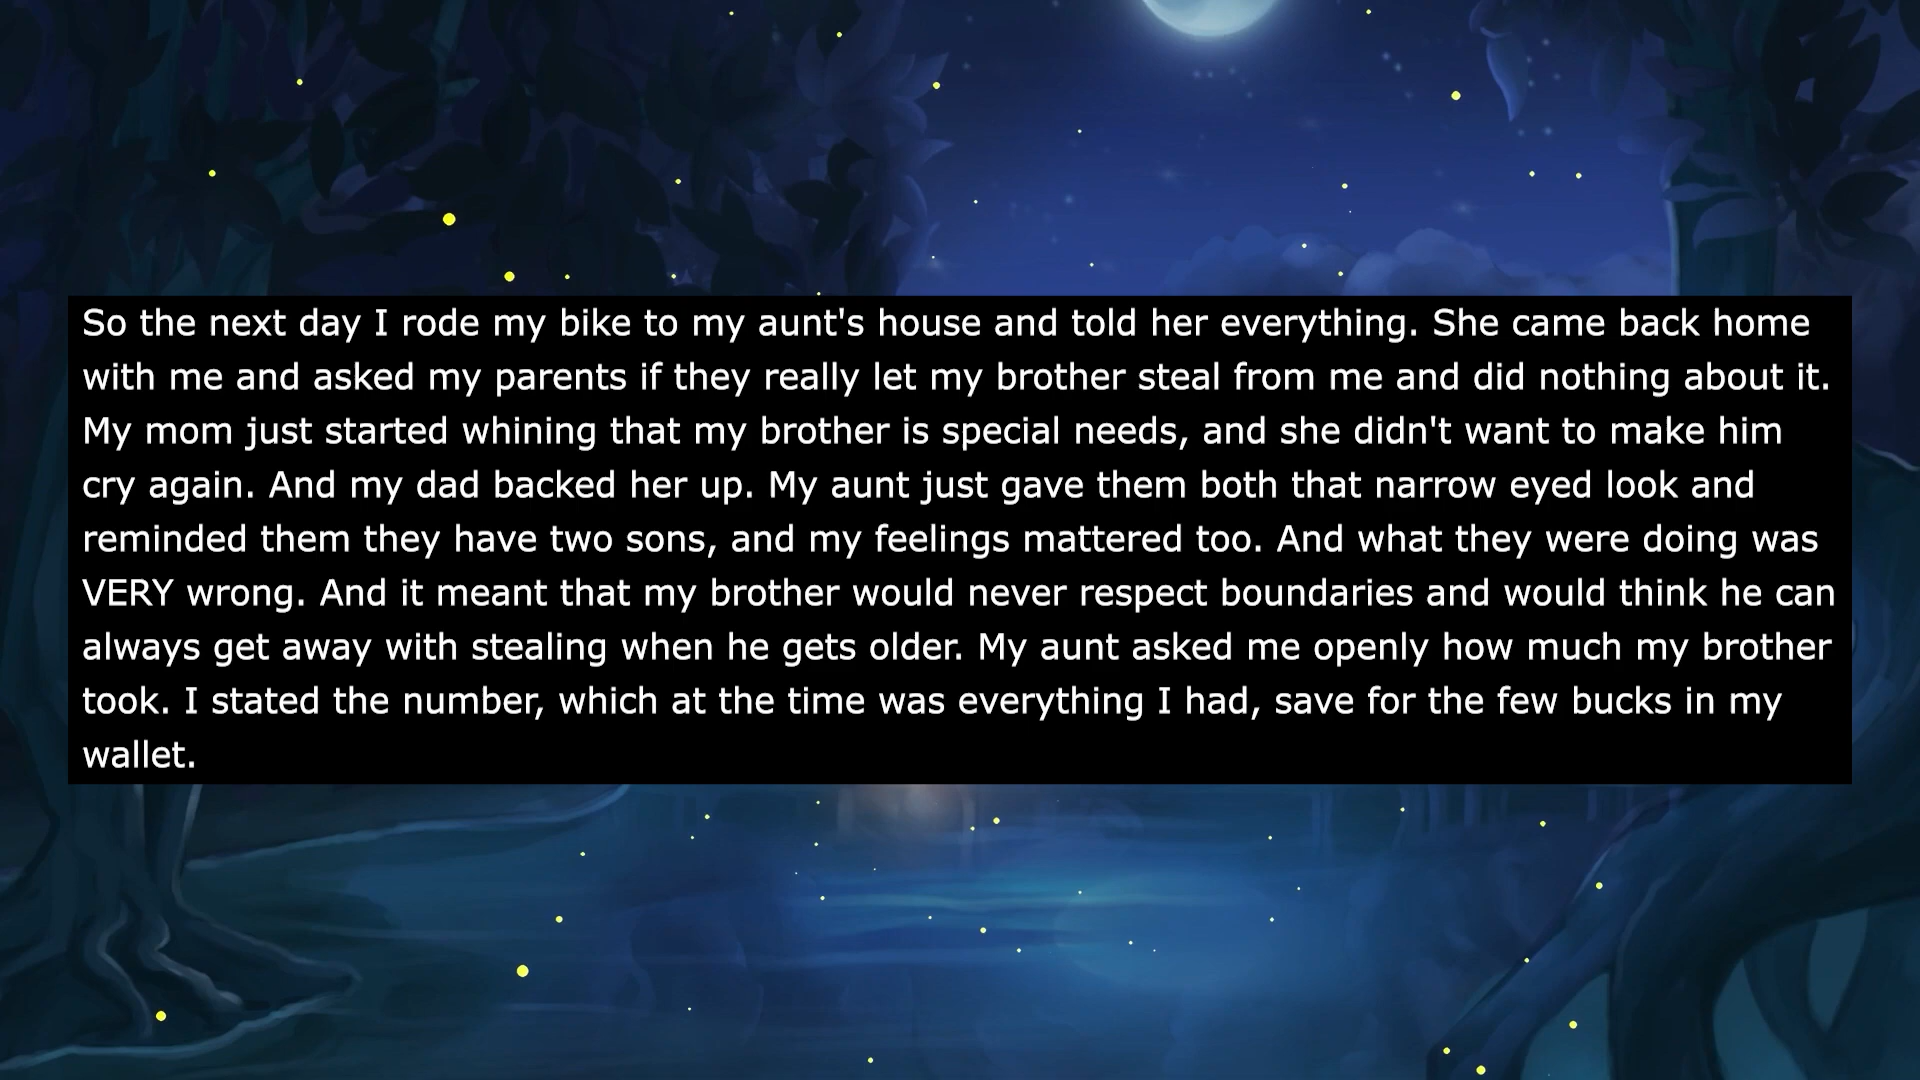 So the next day I rode my bike to my aunt's house and told her everything. She came back home
with me and asked my parents if they really let my brother steal from me and did nothing about it.
My mom just started whining that my brother is special needs, and she didn't want to make him
cry again. And my dad backed her up. My aunt just gave them both that narrow eyed look and
reminded them they have two sons, and my feelings mattered too. And what they were doing was
VERY wrong. And it meant that my brother would never respect boundaries and would think he can
always get away with stealing when he gets older. My aunt asked me openly how much my brother
took. I stated the number, which at the time was everything I had, save for the few bucks in my
wallet.